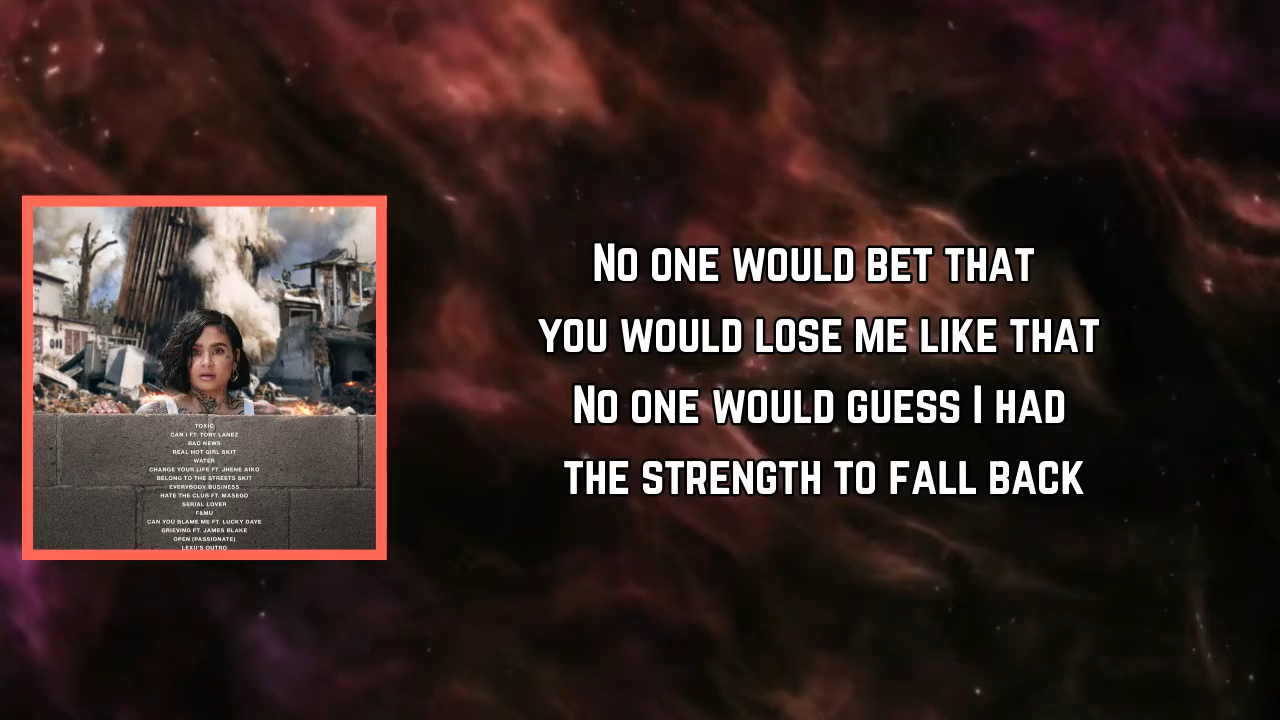 No one would bet that
you would lose me like that
No one would guess I had
the strength to fall back
TOXIC
CAN I FT. TORY LANEZ
BAD NEWS
REAL HOT GIRL SKIT
WATER
CHANGE YOUR LIFE FT. JHENE AIKO
BELONG TO THE STREETS SKIT
EVERYBODY BUSINESS
HATE THE CLUB FT. MASEGO
SERIAL LOVER
F&MU
CAN YOU BLAME ME FT. LUCKY DAYE
GRIEVING FT. JAMES BLAKE
OPEN (PASSIONATE)
LEXII'S OUTRO